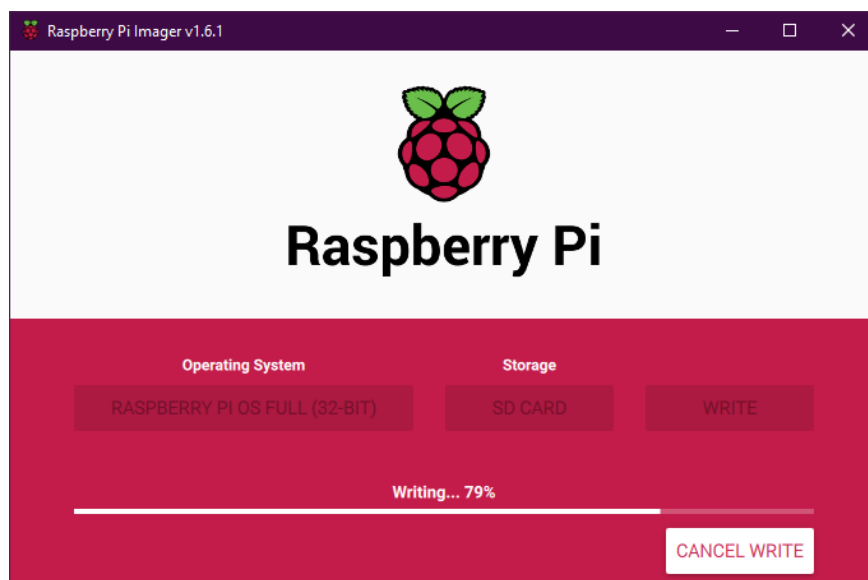 Raspberry Pi Imager v1.6.1
Raspberry Pi
Operating System
Storage
RASPBERRY PI OS FULL (32-BIT)
SD CARD
WRITE
Writing... 79%
CANCEL WRITE